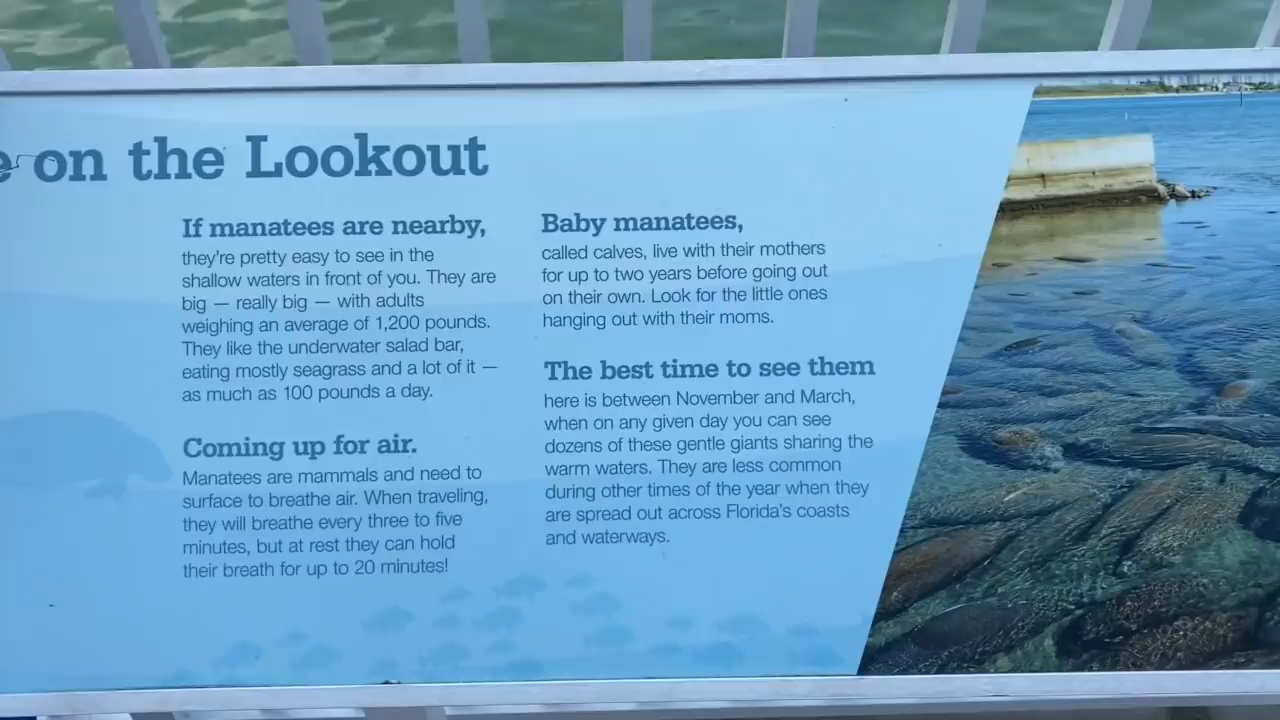 on the Lookout
If manatees are nearby,
they're pretty easy to see in the
shallow waters in front of you. They are
big — really big — with adults
weighing an average of 1,200 pounds.
They like the underwater salad bar,
eating mostly seagrass and a lot of it —
as much as 100 pounds a day.
Coming up for air.
Manatees are mammals and need to
surface to breathe air. When traveling,
they will breathe every three to five
minutes, but at rest they can hold
their breath for up to 20 minutes!
Baby manatees,
called calves, live with their mothers
for up to two years before going out
on their own. Look for the little ones
hanging out with their moms.
The best time to see them
here is between November and March,
when on any given day you can see
dozens of these gentle giants sharing the
warm waters. They are less common
during other times of the year when they
are spread out across Florida's coasts
and waterways.